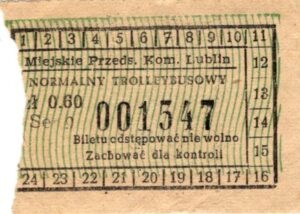 1 2 3 4 5 6 7 8 9 10 11
Miejskie Przeds. Kom. Lublin
NORMALNY TROLLEYBUSOWY
zł 0.60
001547
Biletu odstępować nie wolno
Zachować dla kontroli
12
13
14
15
24 23 22 21 20 19 18 17 16